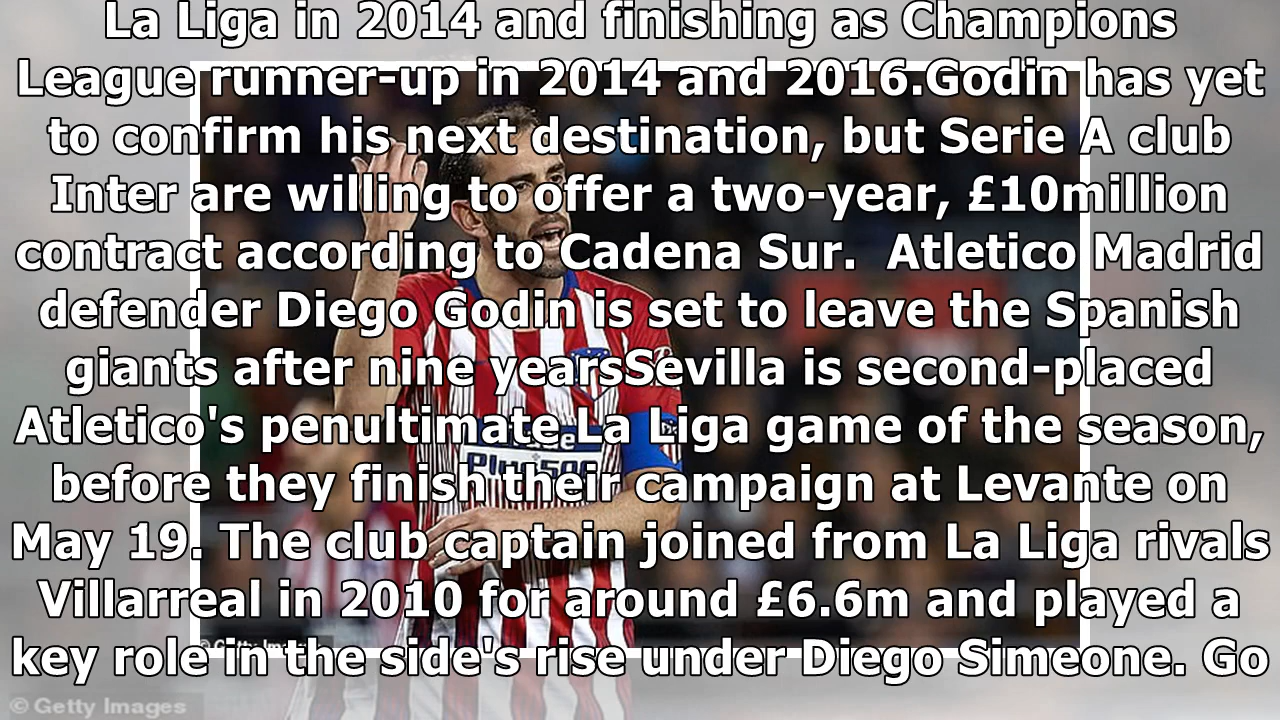 La Liga in 2014 and finishing as Champions
League runner-up in 2014 and 2016.Godin has yet
to confirm his next destination, but Serie A club
Inter are willing to offer a two-year, £10million
contract according to Cadena Sur.  Atletico Madrid
defender Diego Godin is set to leave the Spanish
giants after nine yearsSevilla is second-placed
Atletico's penultimate La Liga game of the season,
before they finish their campaign at Levante on
May 19. The club captain joined from La Liga rivals
Villarreal in 2010 for around £6.6m and played a
key role in the side's rise under Diego Simeone. Go
© Getty Images